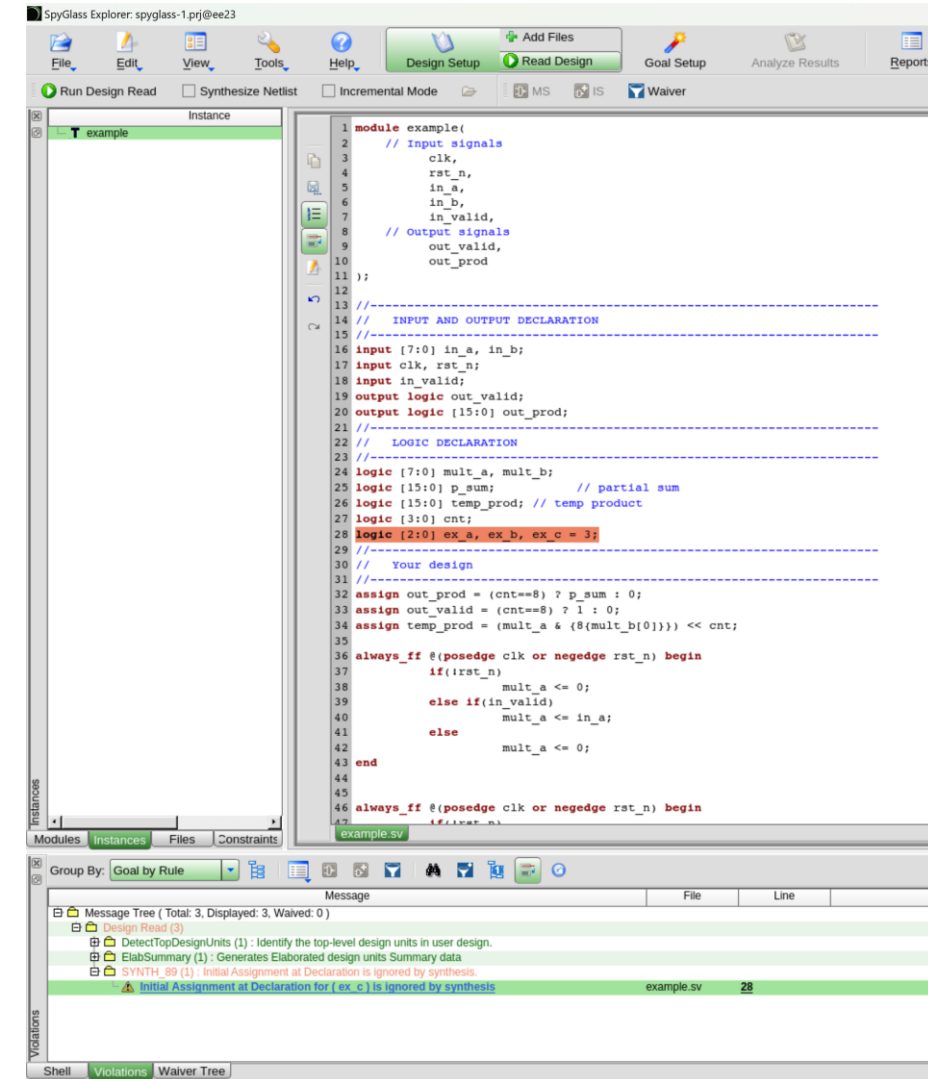 SpyGlass Explorer: spyglass-1.prj@ee23
File Edit View Tools Help Design Setup Add Files Read Design Goal Setup Analyze Results Report
Run Design Read Synthesize Netlist Incremental Mode MS IS Waiver
Instance
example
1 module example(
2 // Input signals
3 clk,
4 rst_n,
5 in_a,
6 in_b,
7 in_valid,
8 // Output signals
9 out_valid,
10 out_prod
11 );
12
13 //---------------------------------------------------------------------
14 // INPUT AND OUTPUT DECLARATION
15 //---------------------------------------------------------------------
16 input [7:0] in_a, in_b;
17 input clk, rst_n;
18 input in_valid;
19 output logic out_valid;
20 output logic [15:0] out_prod;
21 //---------------------------------------------------------------------
22 // LOGIC DECLARATION
23 //---------------------------------------------------------------------
24 logic [7:0] mult_a, mult_b;
25 logic [15:0] p_sum; // partial sum
26 logic [15:0] temp_prod; // temp product
27 logic [3:0] cnt;
28 logic [2:0] ex_a, ex_b, ex_c = 3;
29 //---------------------------------------------------------------------
30 // Your design
31 //---------------------------------------------------------------------
32 assign out_prod = (cnt==8) ? p_sum : 0;
33 assign out_valid = (cnt==8) ? 1 : 0;
34 assign temp_prod = (mult_a & {8{mult_b[0]}}) << cnt;
35
36 always_ff @(posedge clk or negedge rst_n) begin
37 if(!rst_n)
38 mult_a <= 0;
39 else if(in_valid)
40 mult_a <= in_a;
41 else
42 mult_a <= 0;
43 end
44
45
46 always_ff @(posedge clk or negedge rst_n) begin
47 if(!rst_n)
Instances
Modules Instances Files Constraints
example.sv
Group By: Goal by Rule
Message File Line
Message Tree ( Total: 3, Displayed: 3, Waived: 0 )
Design Read (3)
DetectTopDesignUnits (1) : Identify the top-level design units in user design.
ElabSummary (1) : Generates Elaborated design units Summary data
SYNTH_89 (1) : Initial Assignment at Declaration is ignored by synthesis.
Initial Assignment at Declaration for ( ex_c ) is ignored by synthesis example.sv 28
Violations
Shell Violations Waiver Tree